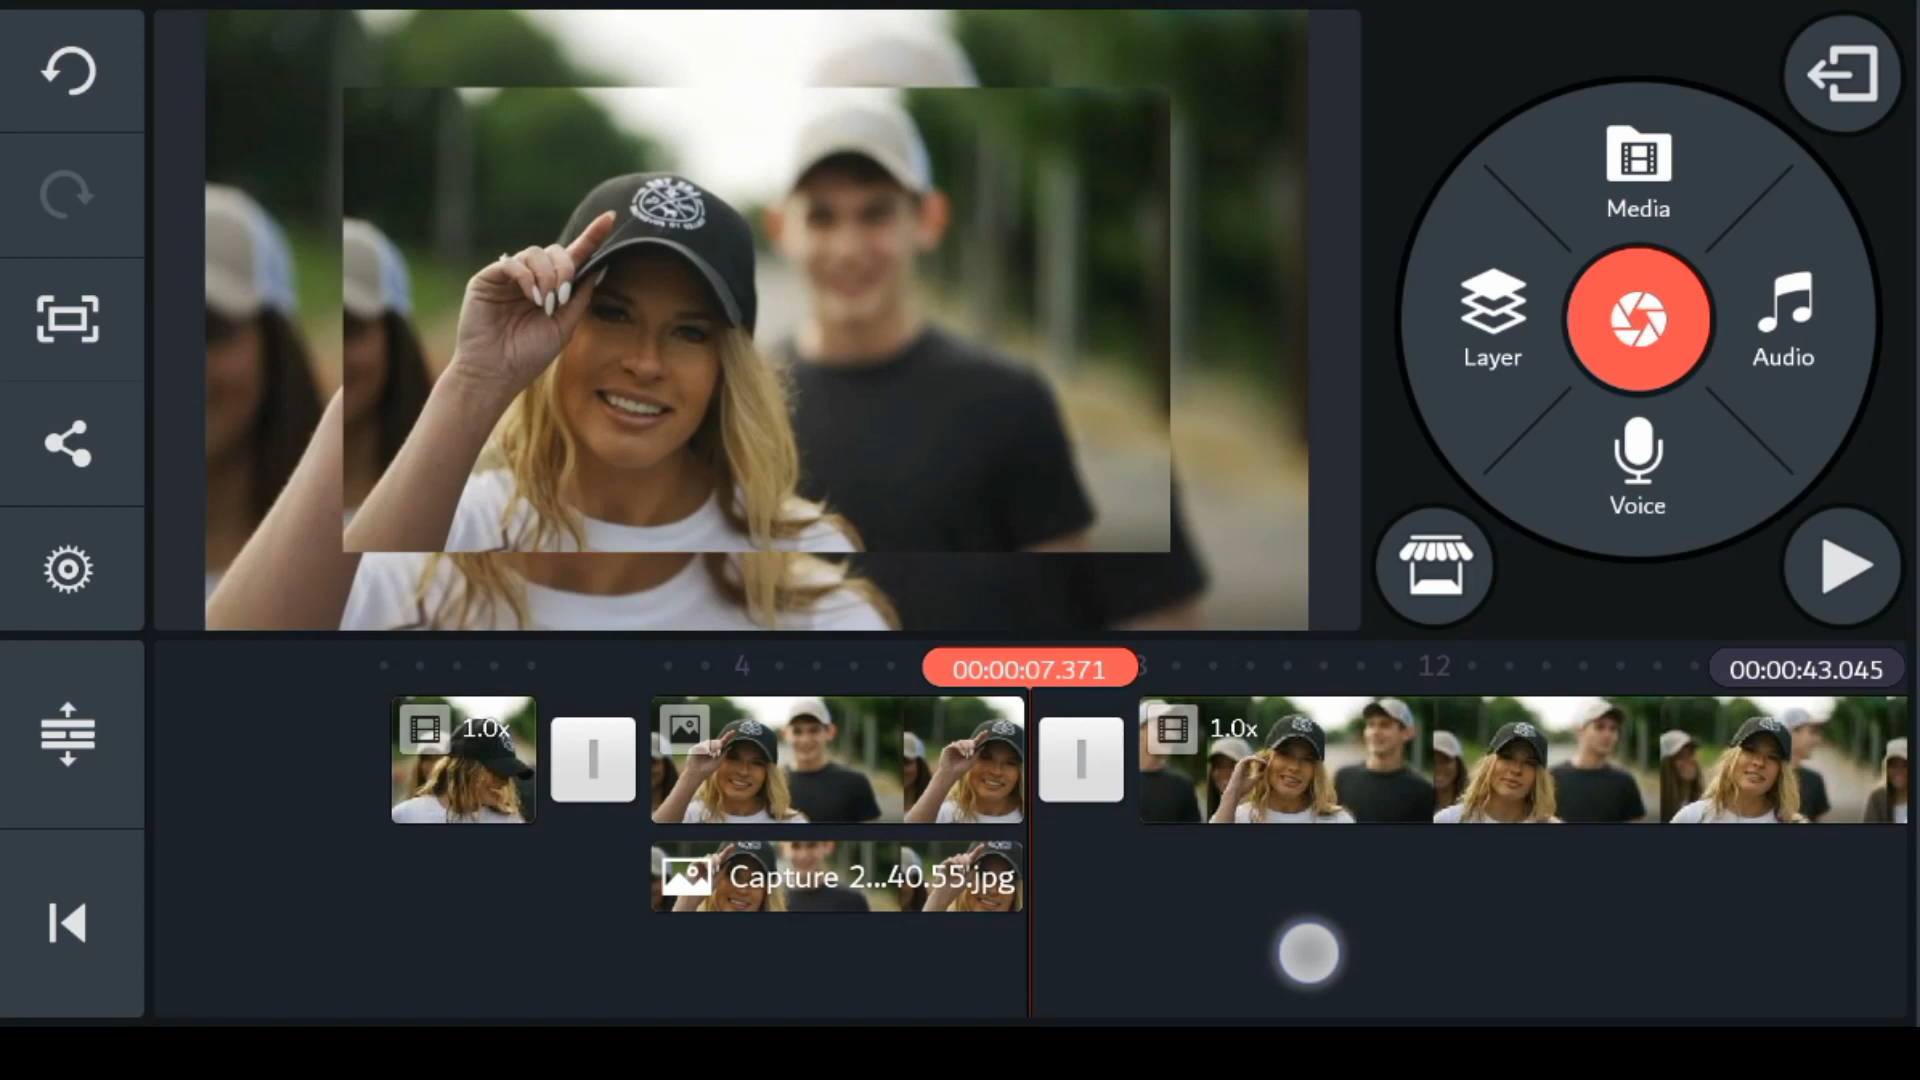 Media
Layer
Audio
Voice
4
00:00:07.371
8
12
00:00:43.045
1.0x
1.0x
Capture 2...40.55.jpg